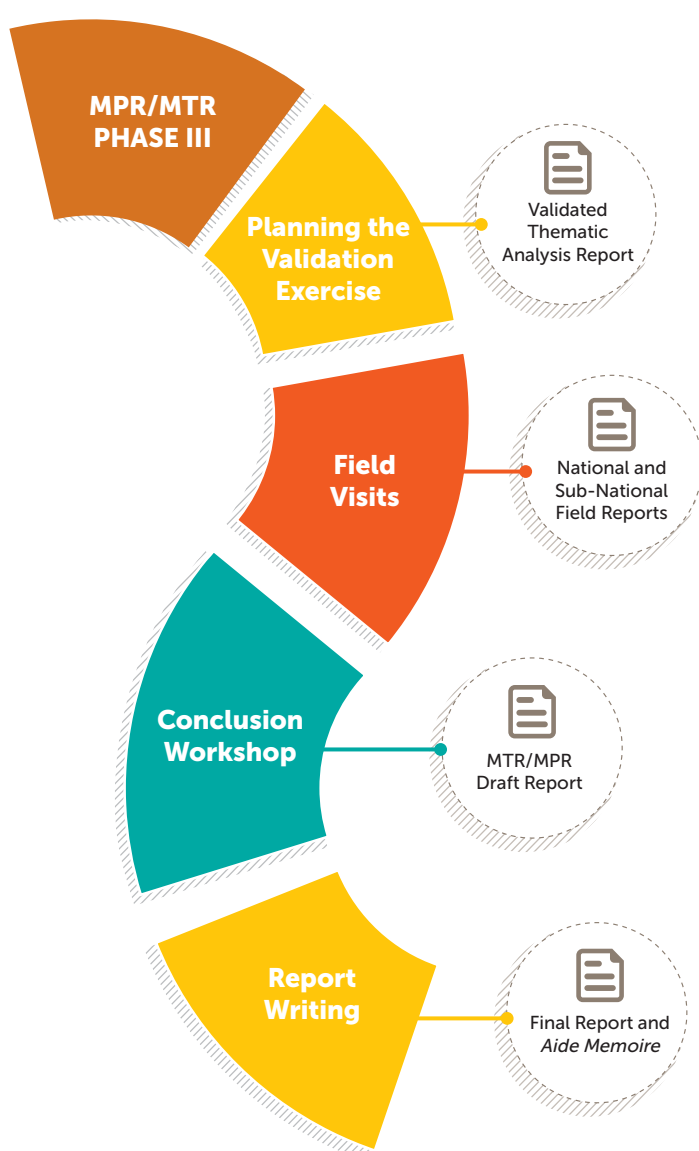 MPR/MTR
PHASE III
Planning the
Validation
Exercise
Validated
Thematic
Analysis Report
Field
Visits
National and
Sub-National
Field Reports
Conclusion
Workshop
MTR/MPR
Draft Report
Report
Writing
Final Report and
Aide Memoire